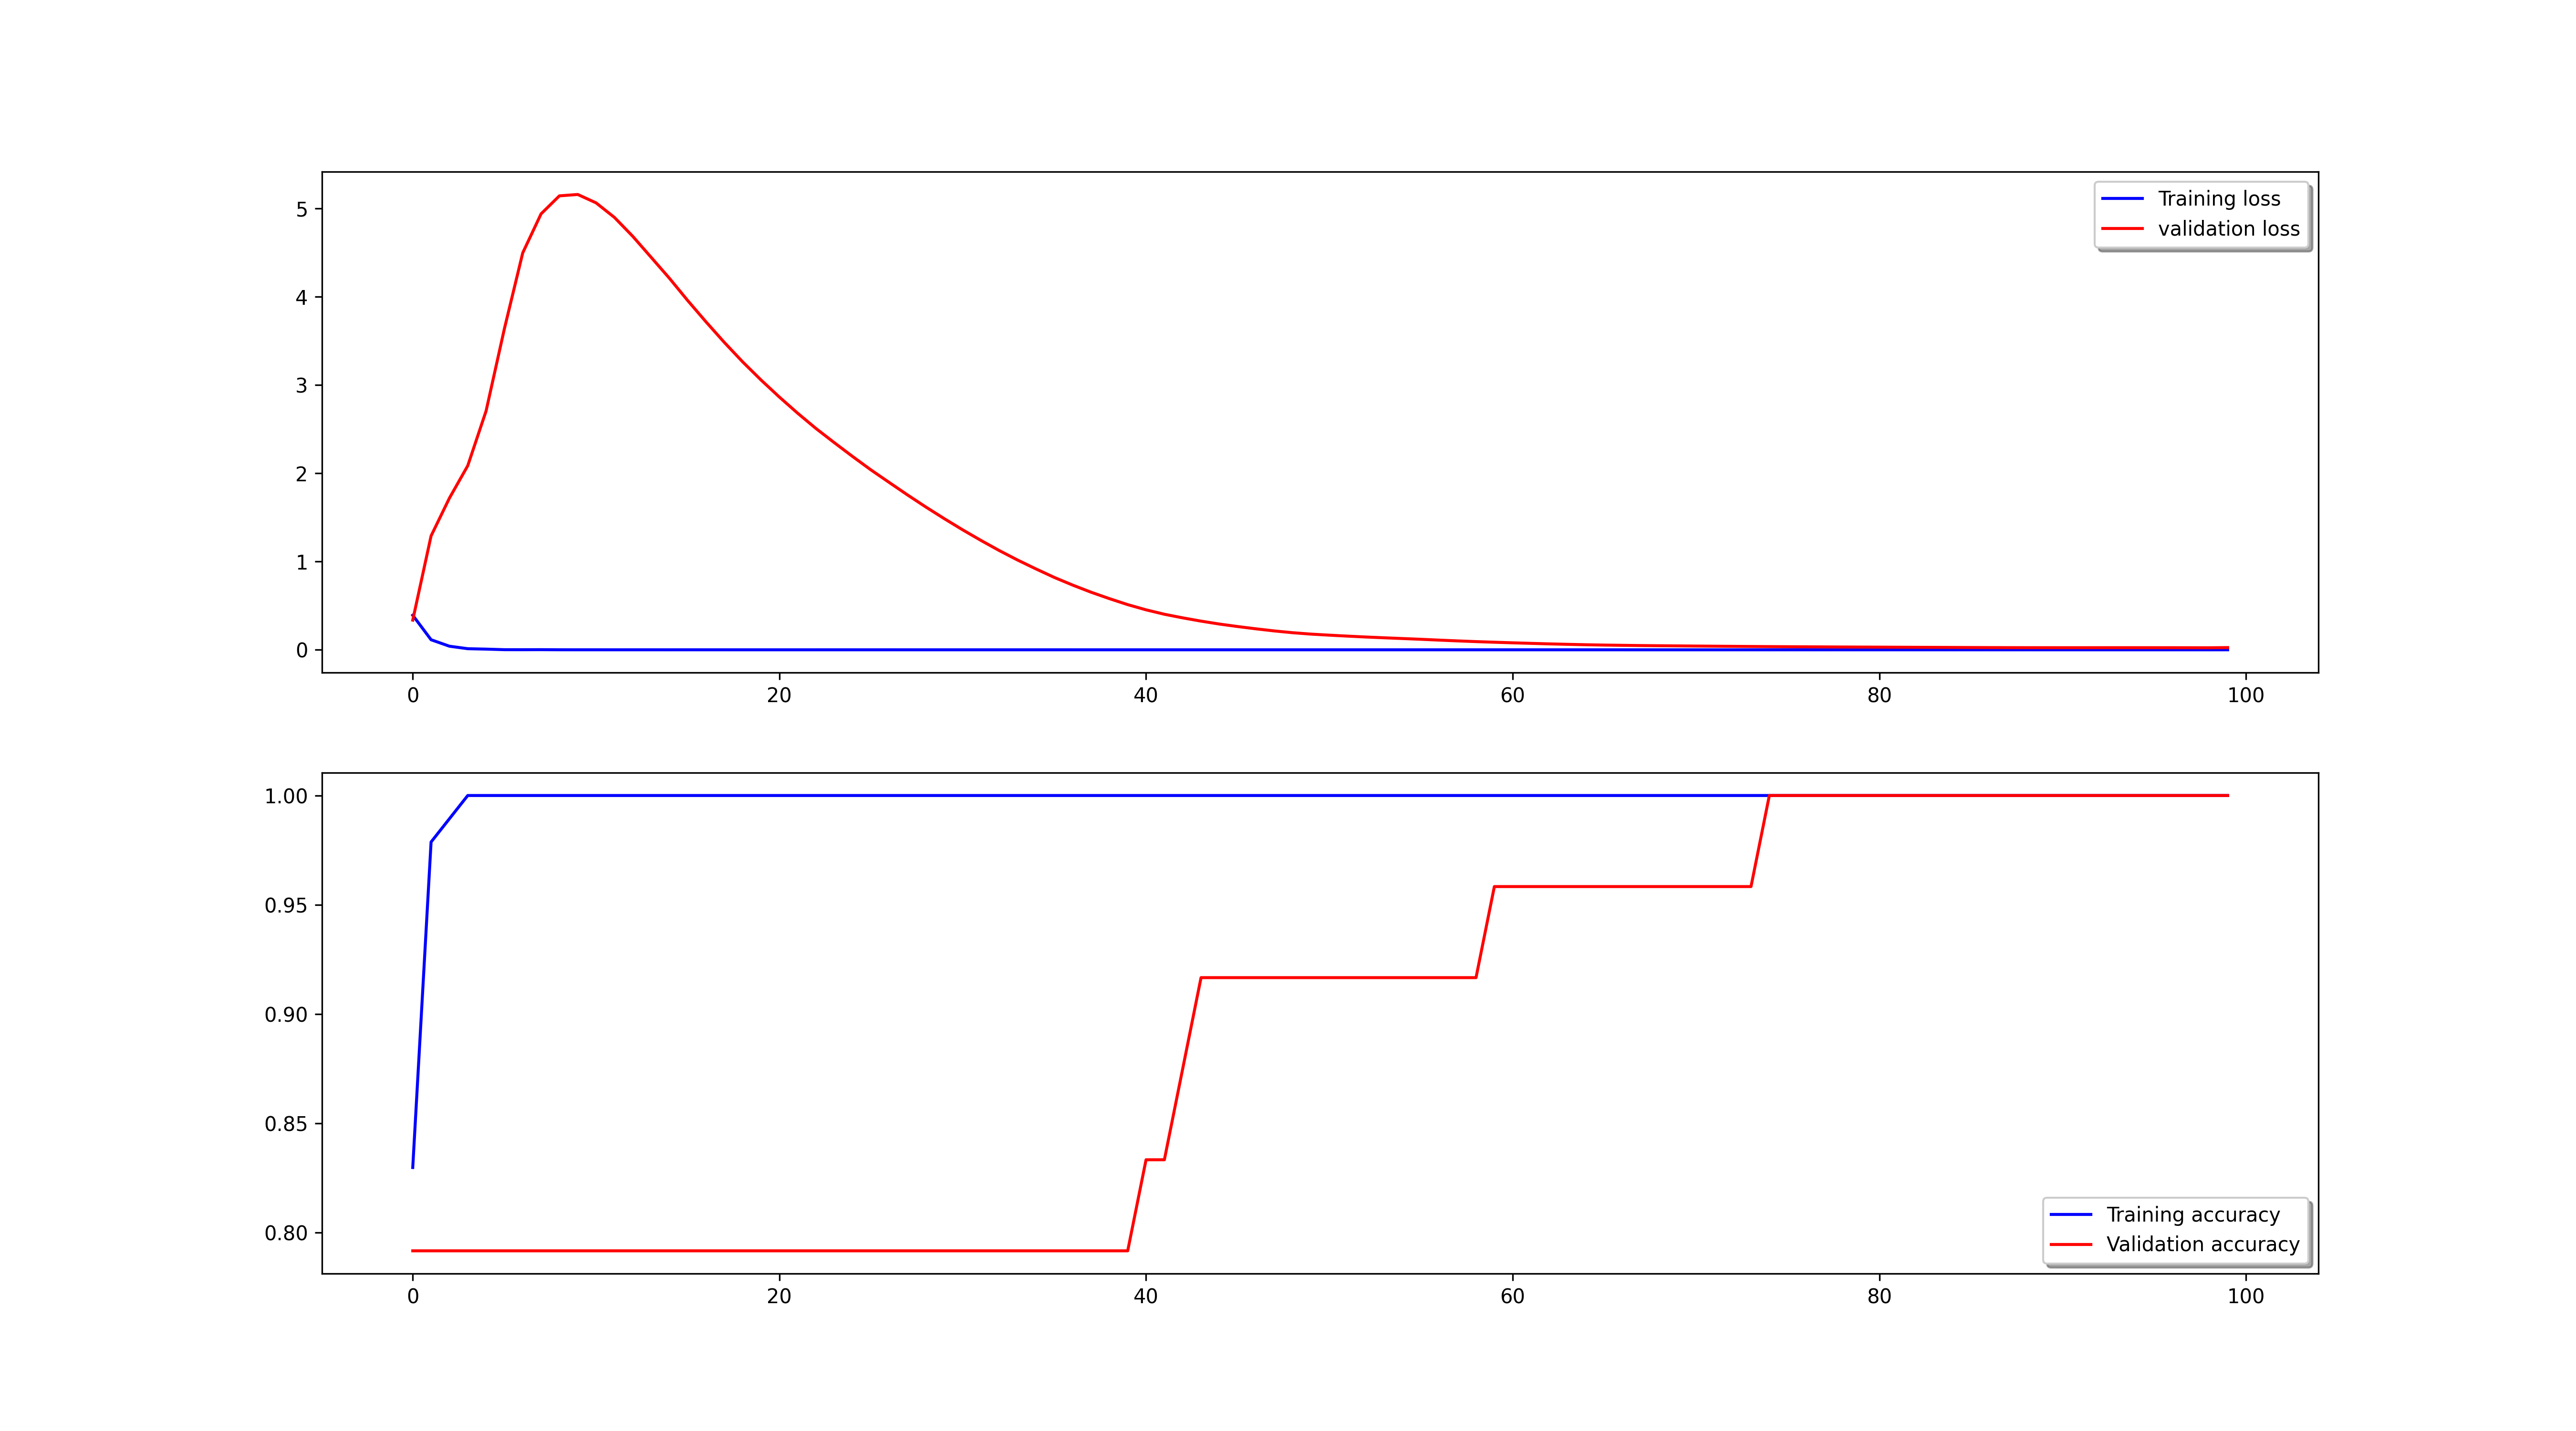 5
4
3
2
1
0
Training loss
validation loss
0 20 40 60 80 100
1.00
0.95
0.90
0.85
0.80
Training accuracy
Validation accuracy
0 20 40 60 80 100